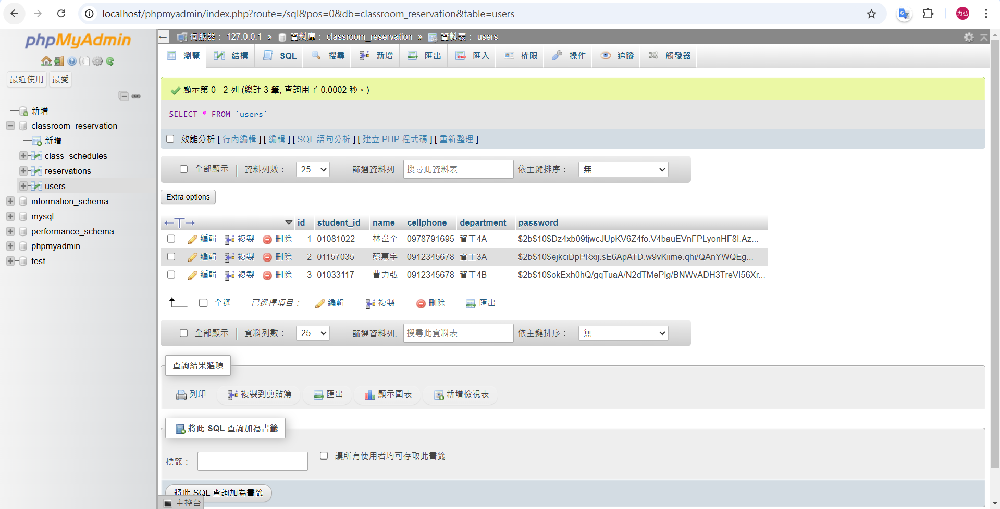 localhost/phpmyadmin/index.php?route=/sql&pos=0&db=classroom_reservation&table=users
力弘
phpMyAdmin
最近使用 最愛
新增
classroom_reservation
新增
class_schedules
reservations
users
information_schema
mysql
performance_schema
phpmyadmin
test
伺服器： 127.0.0.1 » 資料庫： classroom_reservation » 資料表： users
瀏覽 結構 SQL 搜尋 新增 匯出 匯入 權限 操作 追蹤 觸發器
顯示第 0 - 2 列 (總計 3 筆, 查詢用了 0.0002 秒。)
SELECT * FROM `users`
效能分析 [ 行內編輯 ] [ 編輯 ] [ SQL 語句分析 ] [ 建立 PHP 程式碼 ] [ 重新整理 ]
全部顯示 資料列數： 25 篩選資料列: 搜尋此資料表 依主鍵排序： 無
Extra options
id student_id name cellphone department password
編輯 複製 刪除 1 01081022 林韋全 0978791695 資工4A $2b$10$Dz4xb09tjwcJUpKV6Z4fo.V4bauEVnFPLyonHF8I.Az...
編輯 複製 刪除 2 01157035 蔡惠宇 0912345678 資工3A $2b$10$ejkciDpPRxij.sE6ApATD.w9vKiime.qhi/QAnYWQEg...
編輯 複製 刪除 3 01033117 曹力弘 0912345678 資工4B $2b$10$okExh0hQ/gqTuaA/N2dTMePlg/BNWvADH3TreVI56Xr...
全選 已選擇項目： 編輯 複製 刪除 匯出
全部顯示 資料列數： 25 篩選資料列: 搜尋此資料表 依主鍵排序： 無
查詢結果選項
列印 複製到剪貼簿 匯出 顯示圖表 新增檢視表
將此 SQL 查詢加為書籤
標籤： 讓所有使用者均可存取此書籤
將此 SQL 查詢加為書籤
主控台